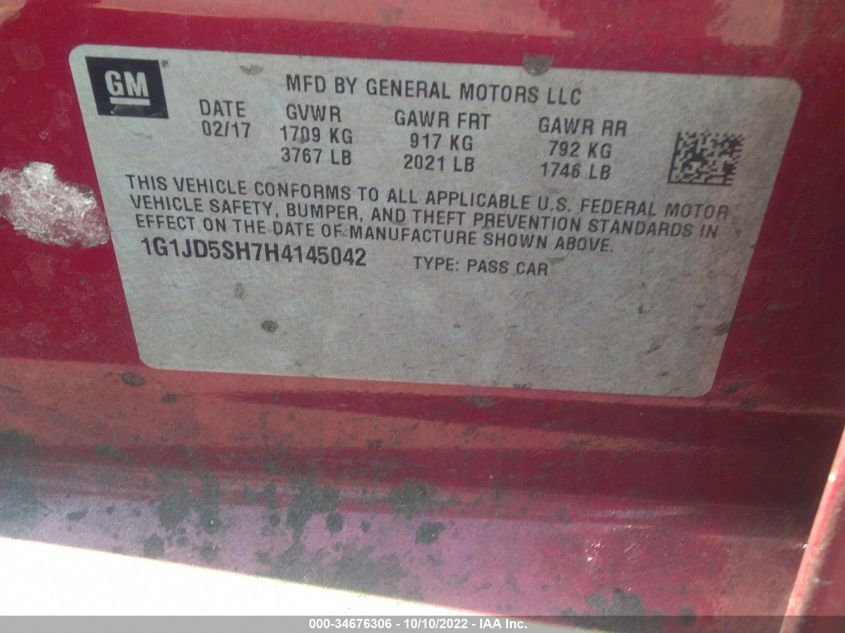 GM ®
MFD BY GENERAL MOTORS LLC
DATE GVWR GAWR FRT GAWR RR
02/17 1709 KG 917 KG 792 KG
3767 LB 2021 LB 1746 LB
THIS VEHICLE CONFORMS TO ALL APPLICABLE U.S. FEDERAL MOTOR
VEHICLE SAFETY, BUMPER, AND THEFT PREVENTION STANDARDS IN
EFFECT ON THE DATE OF MANUFACTURE SHOWN ABOVE.
1G1JD5SH7H4145042 TYPE: PASS CAR
000-34676306 - 10/10/2022 - IAA Inc.